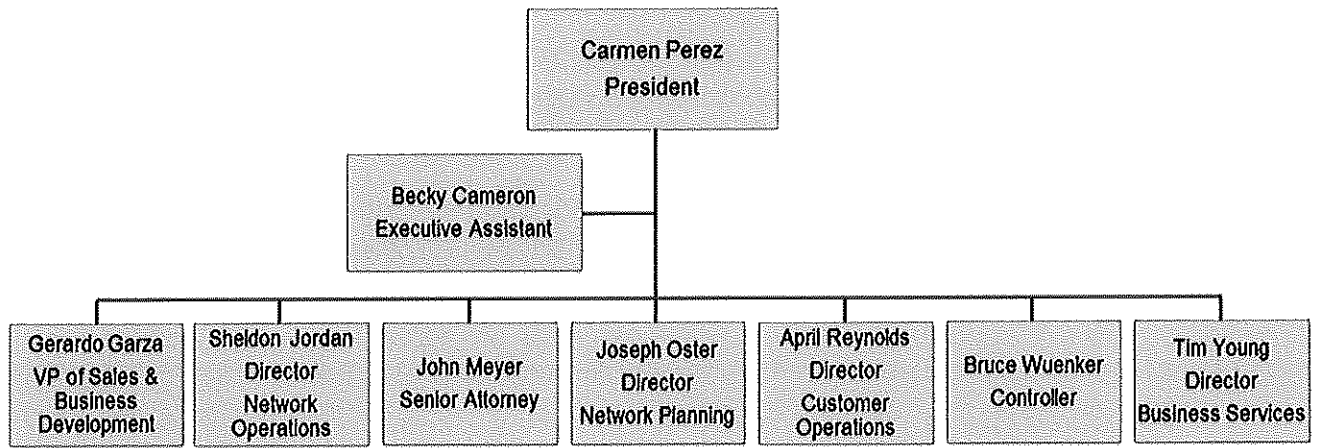 Carmen Perez
President
Becky Cameron
Executive Assistant
Gerardo Garza
VP of Sales &
Business
Development
Sheldon Jordan
Director
Network
Operations
John Meyer
Senior Attorney
Joseph Oster
Director
Network Planning
April Reynolds
Director
Customer
Operations
Bruce Wuenker
Controller
Tim Young
Director
Business Services